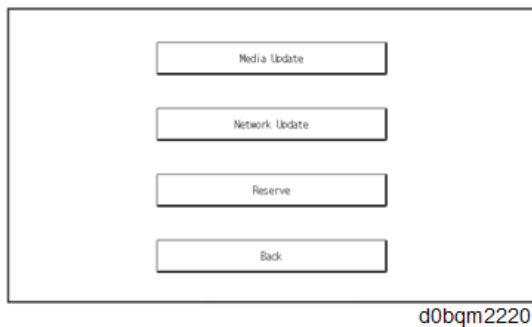 Media Update
Network Update
Reserve
Back
d0bqm2220